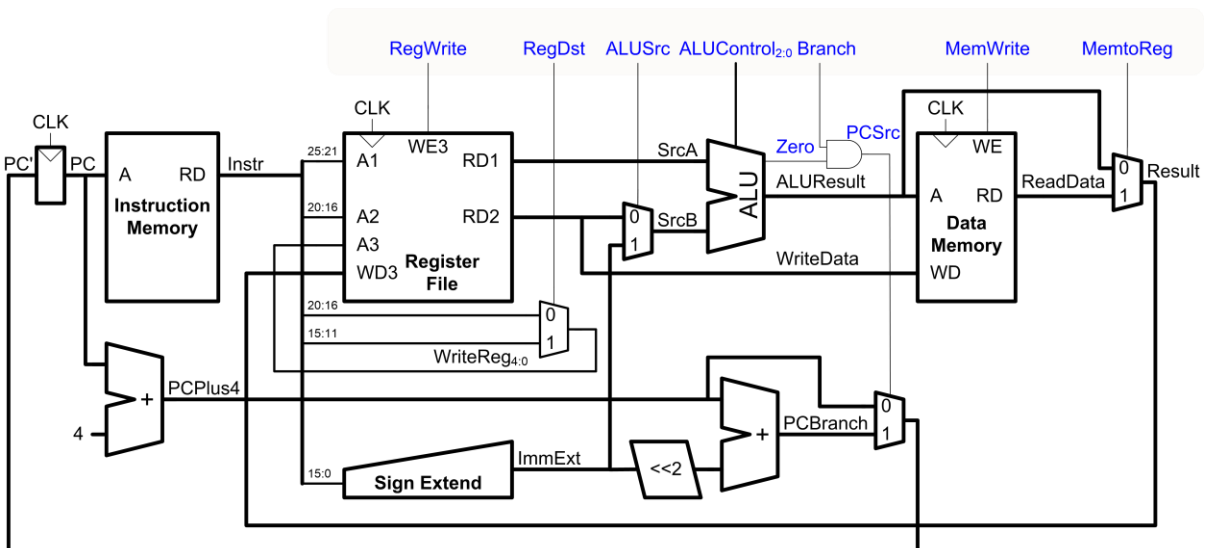 RegWrite RegDst ALUSrc ALUControl2:0 Branch MemWrite MemtoReg
CLK CLK CLK
PC' PC
A RD Instr
Instruction
Memory
25:21 A1 WE3 RD1 SrcA Zero PCSrc
20:16 A2 RD2 0 SrcB ALU ALUResult A RD ReadData 0 Result
WE
A3 1 1
WD3 Register
File
WriteData WD Data
Memory
20:16 0
15:11 1
WriteReg4:0
4 + PCPlus4
+ PCBranch 0
1
15:0 Sign Extend ImmExt <<2